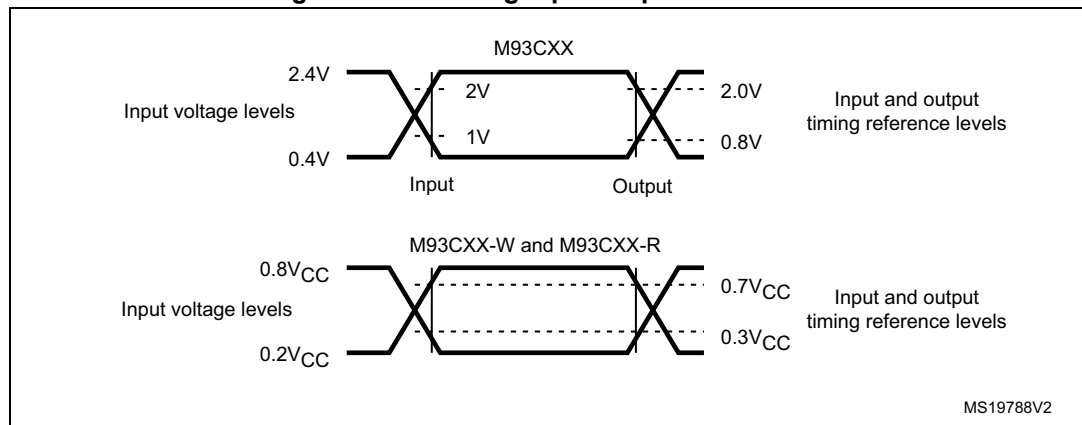 M93CXX
2.4V
2V
2.0V
Input voltage levels
Input and output
timing reference levels
1V
0.8V
0.4V
Input
Output
M93CXX-W and M93CXX-R
0.8VCC
0.7VCC
Input voltage levels
Input and output
timing reference levels
0.3VCC
0.2VCC
MS19788V2